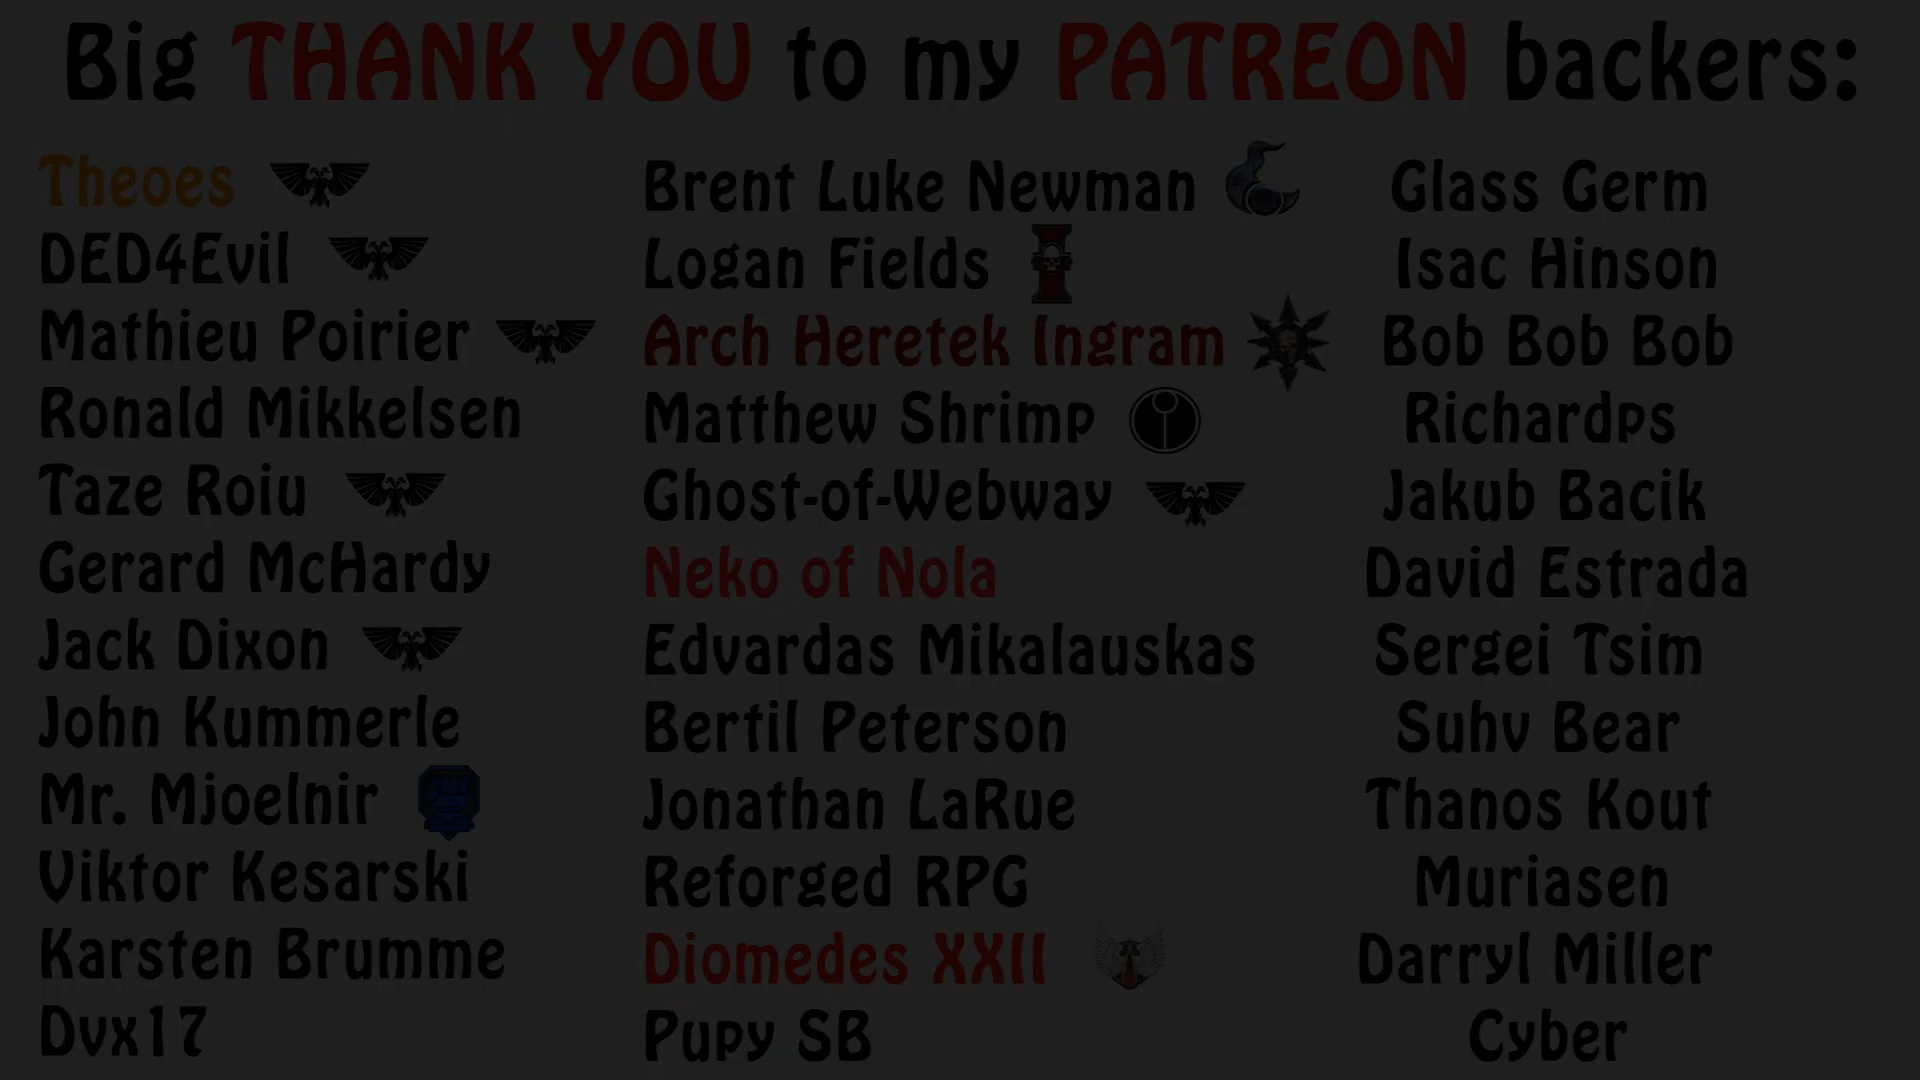 Big THANK YOU to my PATREON backers:
Theoes
DED4Evil
Mathieu Poirier
Ronald Mikkelsen
Taze Roiu
Gerard McHardy
Jack Dixon
John Kummerle
Mr. Mjoelnir
Viktor Kesarski
Karsten Brumme
Dvx17
Brent Luke Newman
Logan Fields
Arch Heretek Ingram
Matthew Shrimp
Ghost-of-Webway
Neko of Nola
Edvardas Mikalauskas
Bertil Peterson
Jonathan LaRue
Reforged RPG
Diomedes XXII
Pupy SB
Glass Germ
Isac Hinson
Bob Bob Bob
Richardps
Jakub Bacik
David Estrada
Sergei Tsim
Suhv Bear
Thanos Kout
Muriasen
Darryl Miller
Cyber